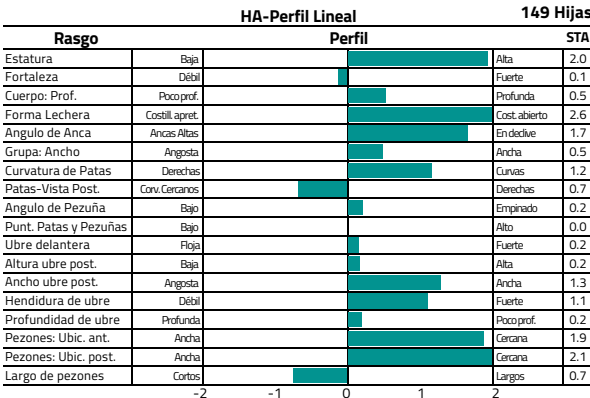 HA-Perfil Lineal 149 Hijas
Rasgo Perfil STA
Estatura Baja Alta 2.0
Fortaleza Débil Fuerte 0.1
Cuerpo: Prof. Poco prof. Profunda 0.5
Forma Lechera Costill. apret. Cost. abierto 2.6
Angulo de Anca Ancas Altas En declive 1.7
Grupa: Ancho Angosta Ancha 0.5
Curvatura de Patas Derechas Curvas 1.2
Patas-Vista Post. Corv. Cercanos Derechas 0.7
Angulo de Pezuña Bajo Empinado 0.2
Punt. Patas y Pezuñas Bajo Alto 0.0
Ubre delantera Floja Fuerte 0.2
Altura ubre post. Baja Alta 0.2
Ancho ubre post. Angosta Ancha 1.3
Hendidura de ubre Débil Fuerte 1.1
Profundidad de ubre Profunda Poco prof. 0.2
Pezones: Ubic. ant. Ancha Cercana 1.9
Pezones: Ubic. post. Ancha Cercana 2.1
Largo de pezones Cortos Largos 0.7
-2 -1 0 1 2